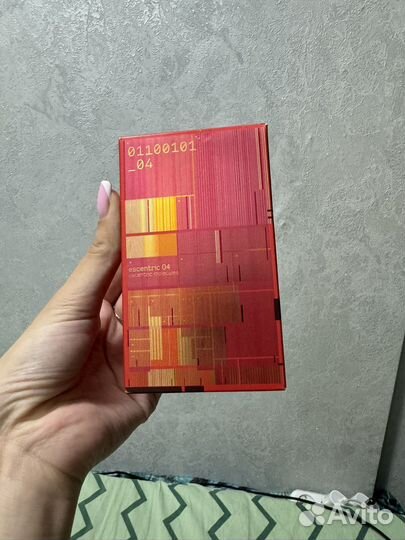 01100101
_04
escentric 04
escentric molecules
Avito